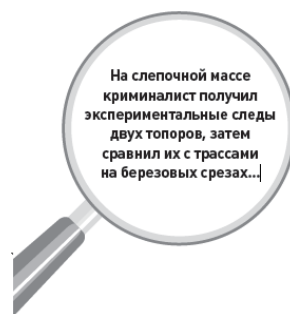 На слепочной массе
криминалист получил
экспериментальные следы
двух топоров, затем
сравнил их с трассами
на березовых срезах...